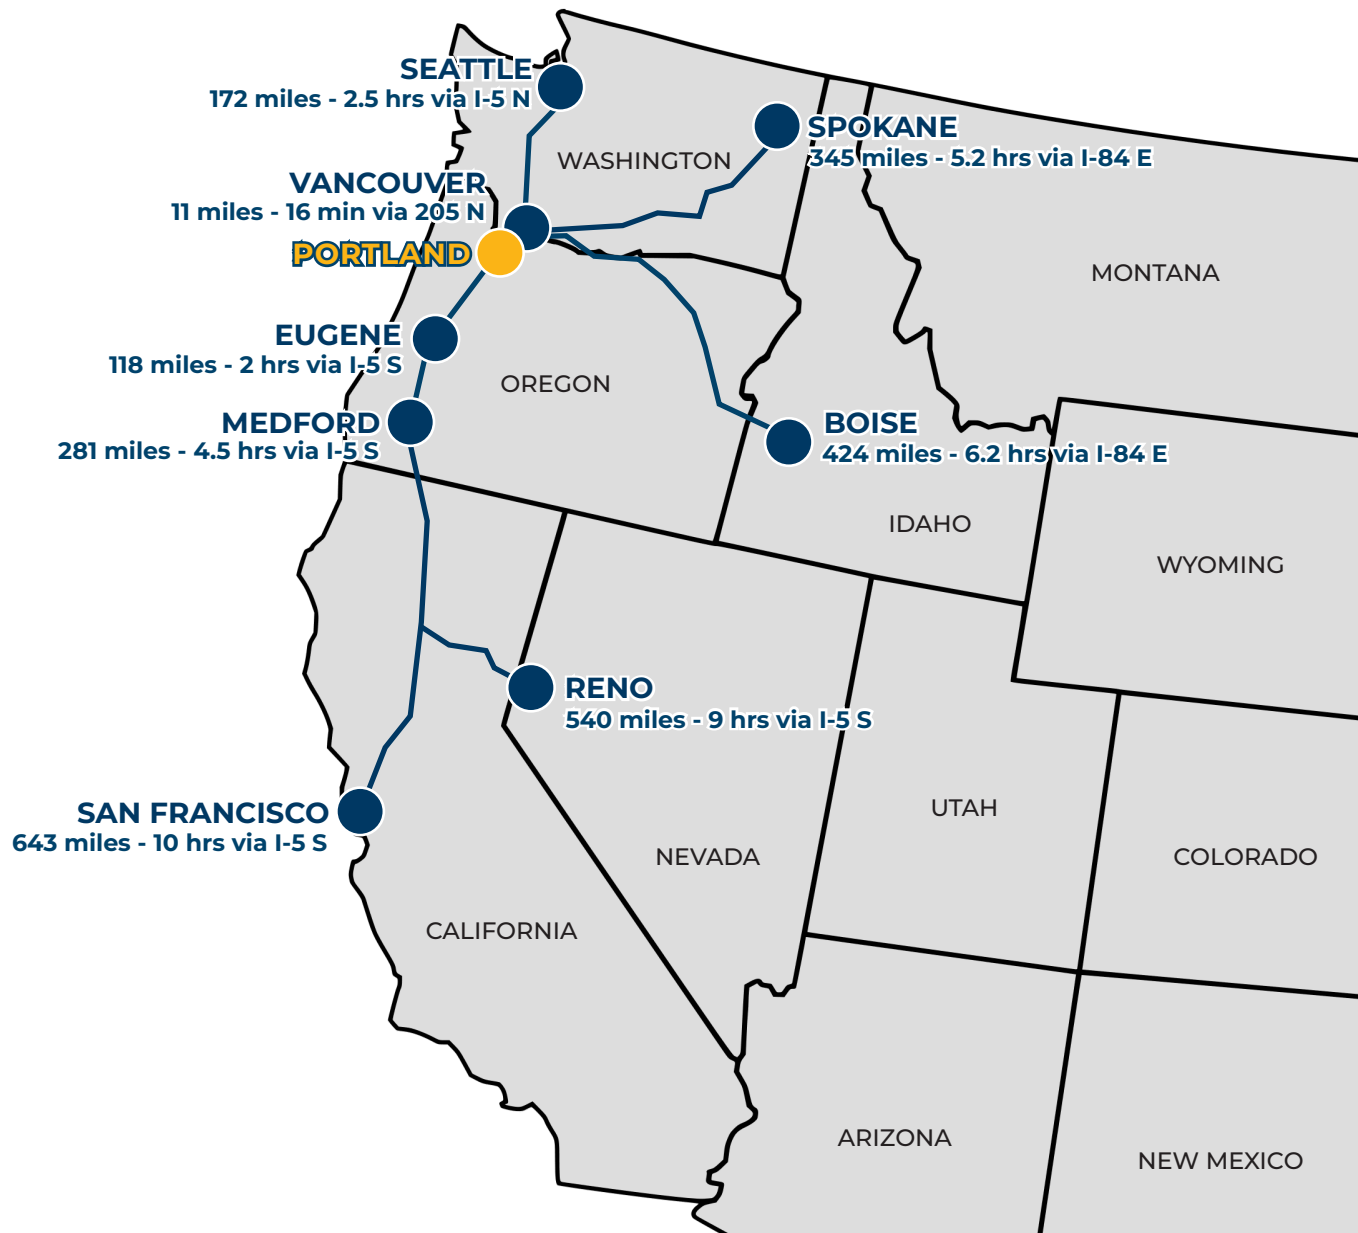 SEATTLE
172 miles - 2.5 hrs via I-5 N
SPOKANE
345 miles - 5.2 hrs via I-84 E
WASHINGTON
VANCOUVER
11 miles - 16 min via 205 N
PORTLAND
MONTANA
EUGENE
118 miles - 2 hrs via I-5 S
OREGON
MEDFORD
281 miles - 4.5 hrs via I-5 S
BOISE
424 miles - 6.2 hrs via I-84 E
IDAHO
WYOMING
RENO
540 miles - 9 hrs via I-5 S
SAN FRANCISCO
643 miles - 10 hrs via I-5 S
UTAH
NEVADA
COLORADO
CALIFORNIA
ARIZONA
NEW MEXICO